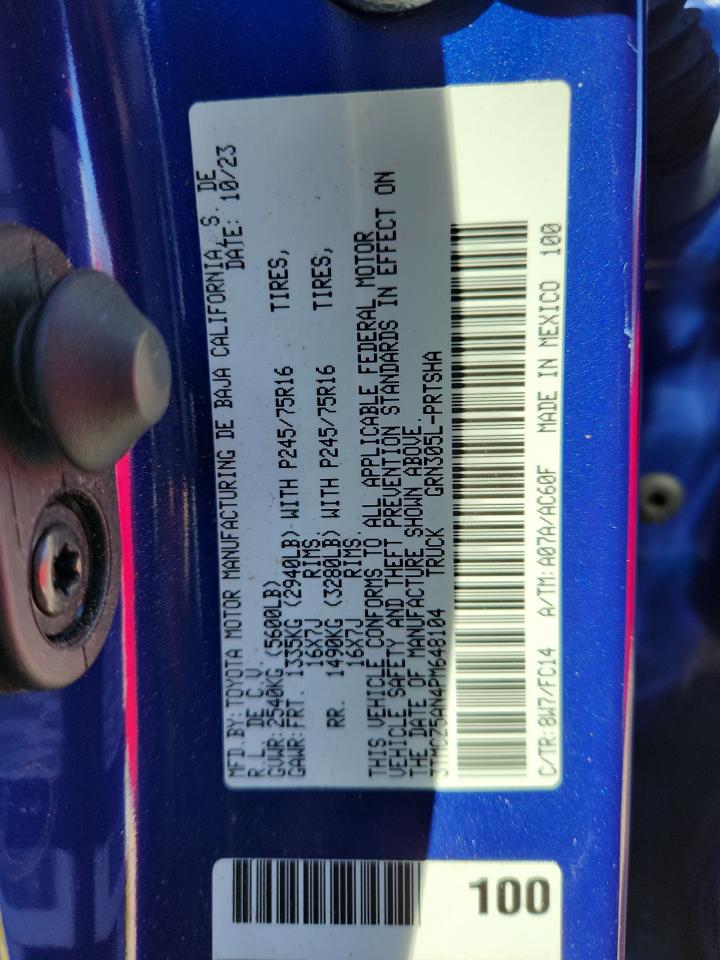 MFD.BY: TOYOTA MOTOR MANUFACTURING DE BAJA CALIFORNIA, S. DE
R.L. DE C.V. DATE: 10/23
GVWR: 2540KG (5600LB)
GAWR: FRT. 1335KG (2940LB) WITH P245/75R16 TIRES,
16X7J RIMS
RR. 1490KG (3280LB) WITH P245/75R16 TIRES,
16X7J RIMS.
THIS VEHICLE CONFORMS TO ALL APPLICABLE FEDERAL MOTOR
VEHICLE SAFETY AND THEFT PREVENTION STANDARDS IN EFFECT ON
THE DATE OF MANUFACTURE SHOWN ABOVE.
3TMCZ5AN4PM648104 TRUCK GRN305L-PRTSHA
C/TR:8W7/FC14 A/TM:A07A/AC60F MADE IN MEXICO 100
100